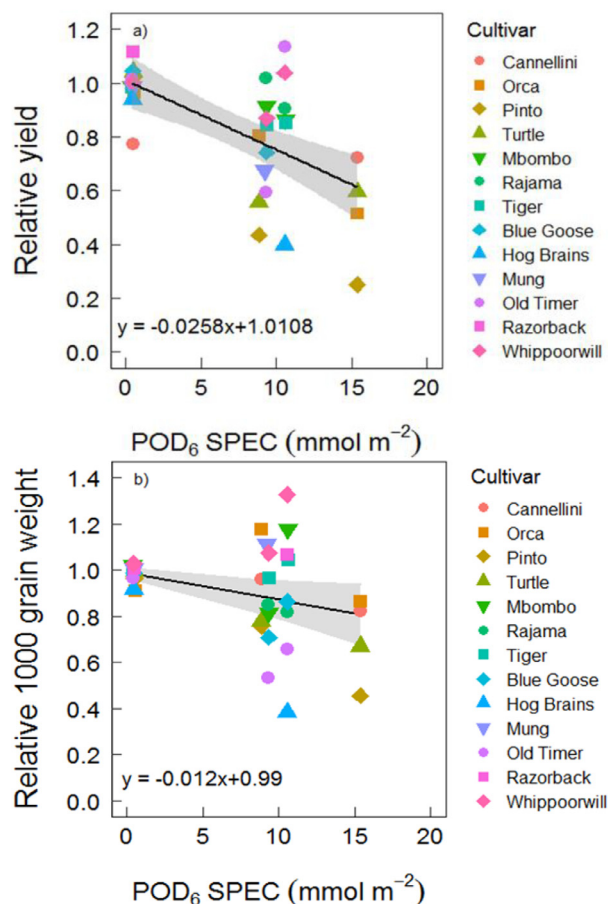 a)
Relative yield
1.2
1.0
0.8
0.6
0.4
0.2
0.0
y = -0.0258x+1.0108
0 5 10 15 20
POD₆ SPEC (mmol m⁻²)
Cultivar
Cannellini
Orca
Pinto
Turtle
Mbombo
Rajama
Tiger
Blue Goose
Hog Brains
Mung
Old Timer
Razorback
Whippoorwill
b)
Relative 1000 grain weight
1.4
1.2
1.0
0.8
0.6
0.4
0.2
0.0
y = -0.012x+0.99
0 5 10 15 20
POD₆ SPEC (mmol m⁻²)
Cultivar
Cannellini
Orca
Pinto
Turtle
Mbombo
Rajama
Tiger
Blue Goose
Hog Brains
Mung
Old Timer
Razorback
Whippoorwill